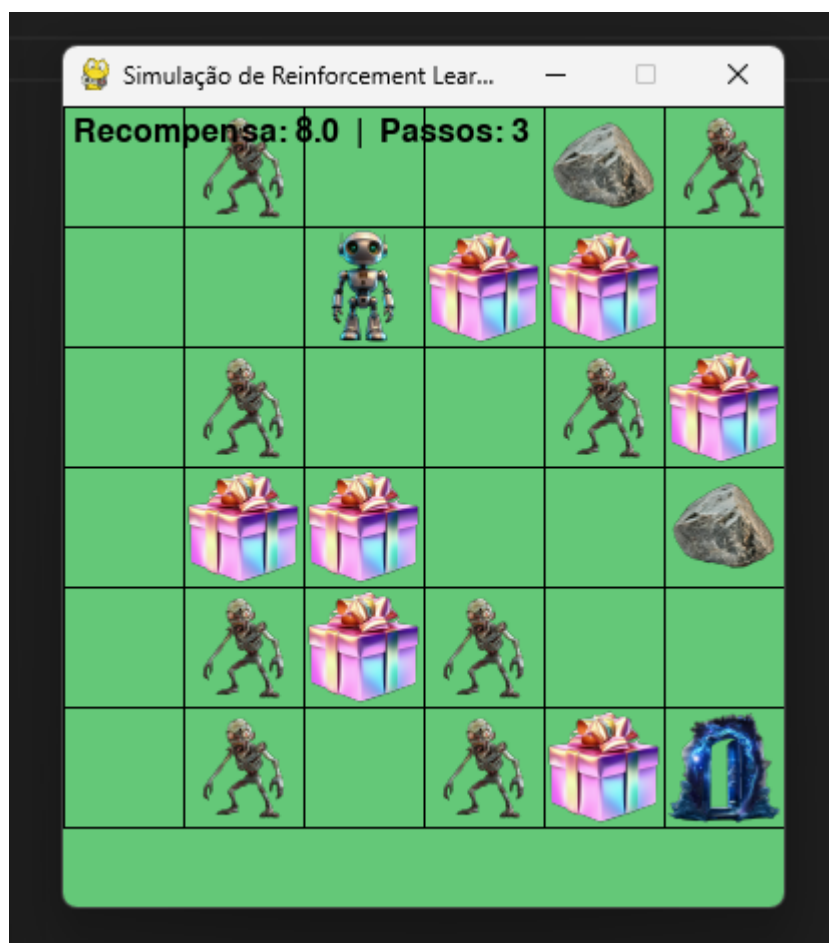 Simulação de Reinforcement Lear...
Recompensa: 8.0 | Passos: 3